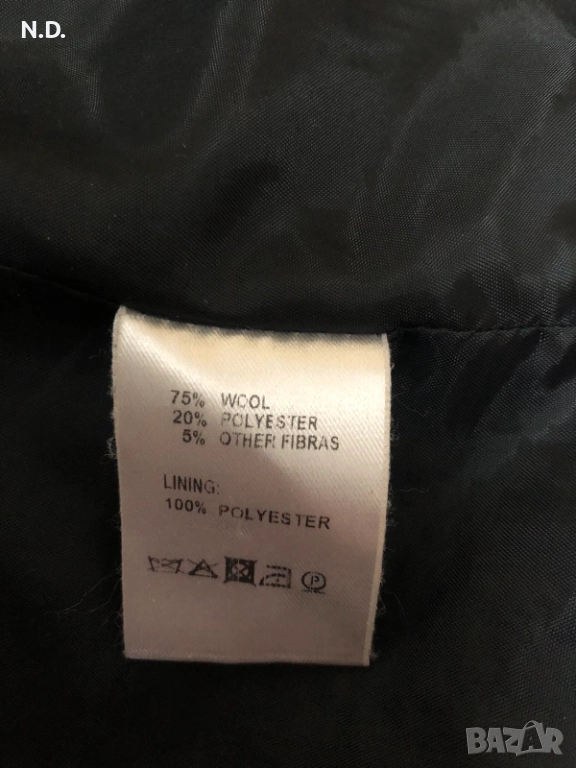 N.D.
75% WOOL
20% POLYESTER
5% OTHER FIBRAS
LINING:
100% POLYESTER
P
BAZAR